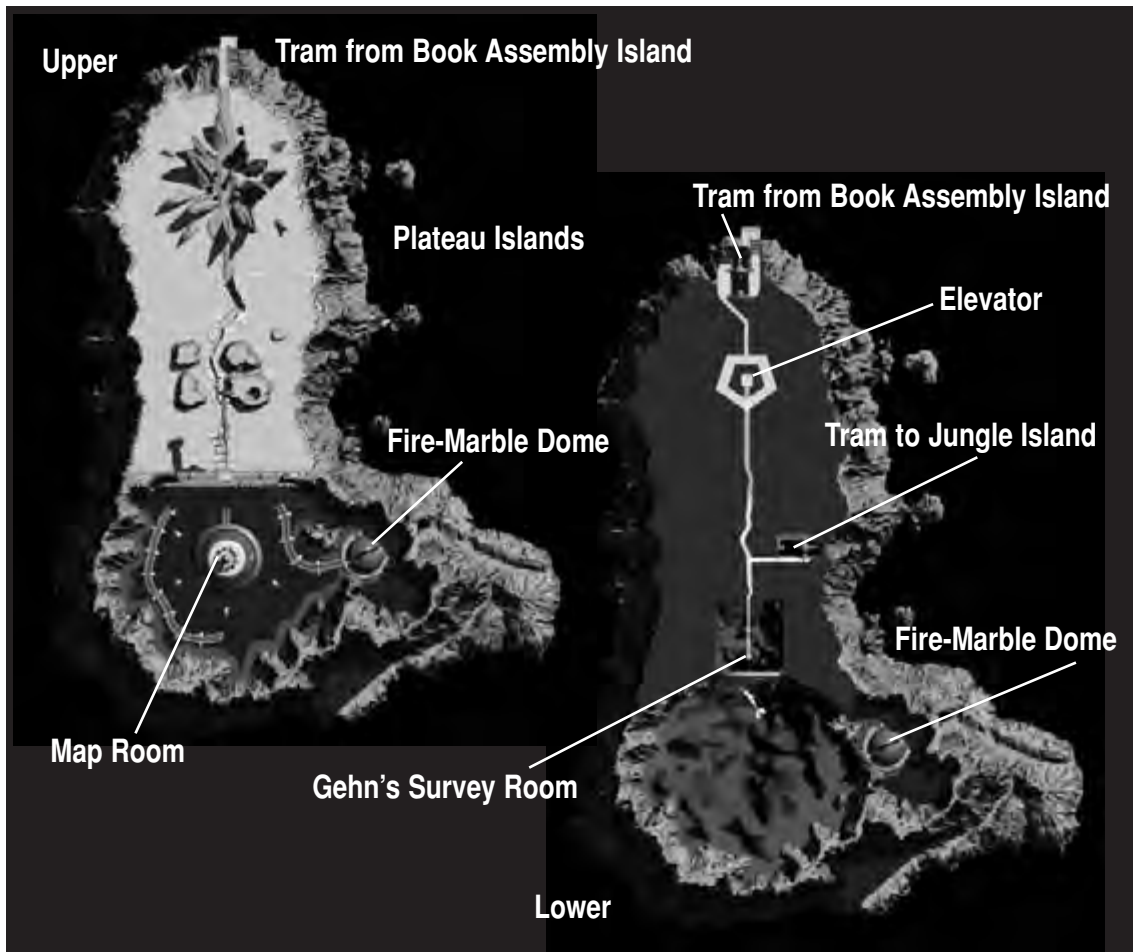 Upper
Tram from Book Assembly Island
Plateau Islands
Fire-Marble Dome
Map Room
Tram from Book Assembly Island
Elevator
Tram to Jungle Island
Fire-Marble Dome
Gehn’s Survey Room
Lower